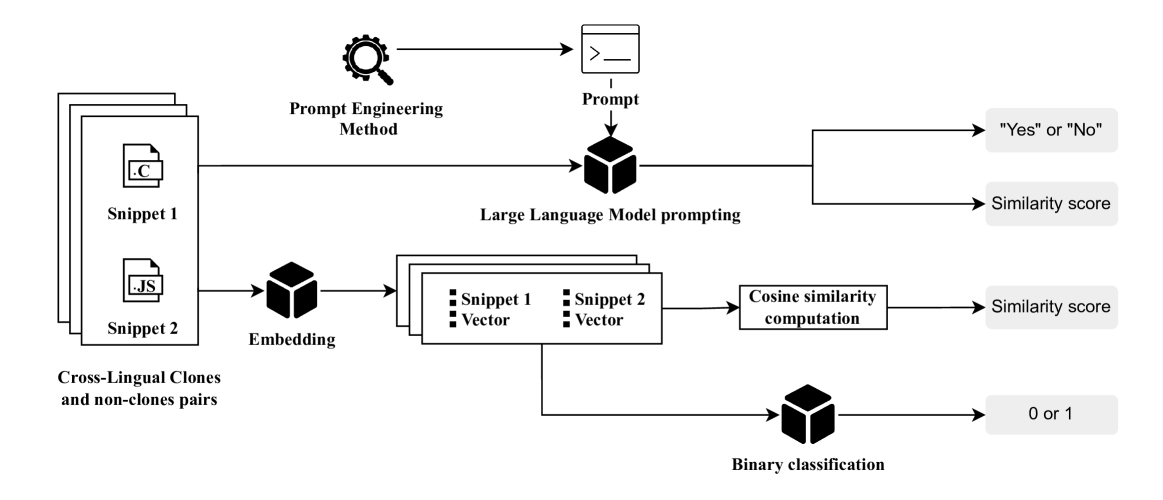 Prompt Engineering
Method
>__
Prompt
.C
Snippet 1
.JS
Snippet 2
Cross-Lingual Clones
and non-clones pairs
Large Language Model prompting
"Yes" or "No"
Similarity score
Embedding
Snippet 1
Vector
Snippet 2
Vector
Cosine similarity
computation
Similarity score
Binary classification
0 or 1